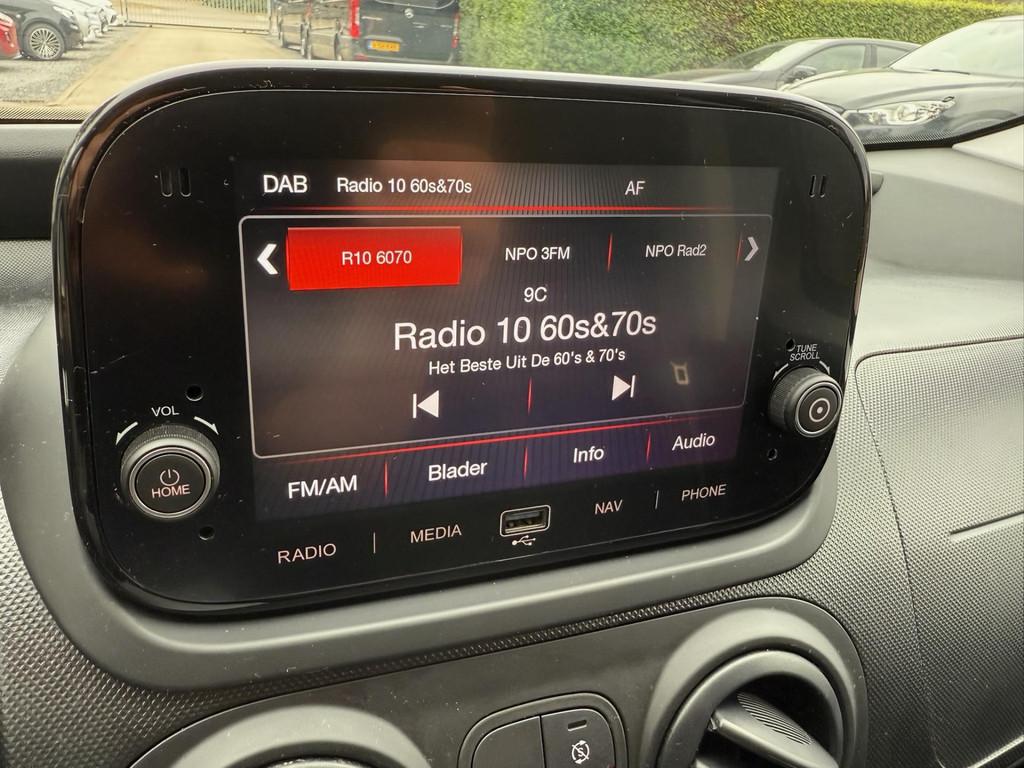 DAB Radio 10 60s&70s AF
R10 6070 NPO 3FM NPO Rad2
9C
Radio 10 60s&70s
Het Beste Uit De 60's & 70's
FM/AM Blader Info Audio
VOL
HOME
TUNE
SCROLL
RADIO MEDIA NAV PHONE